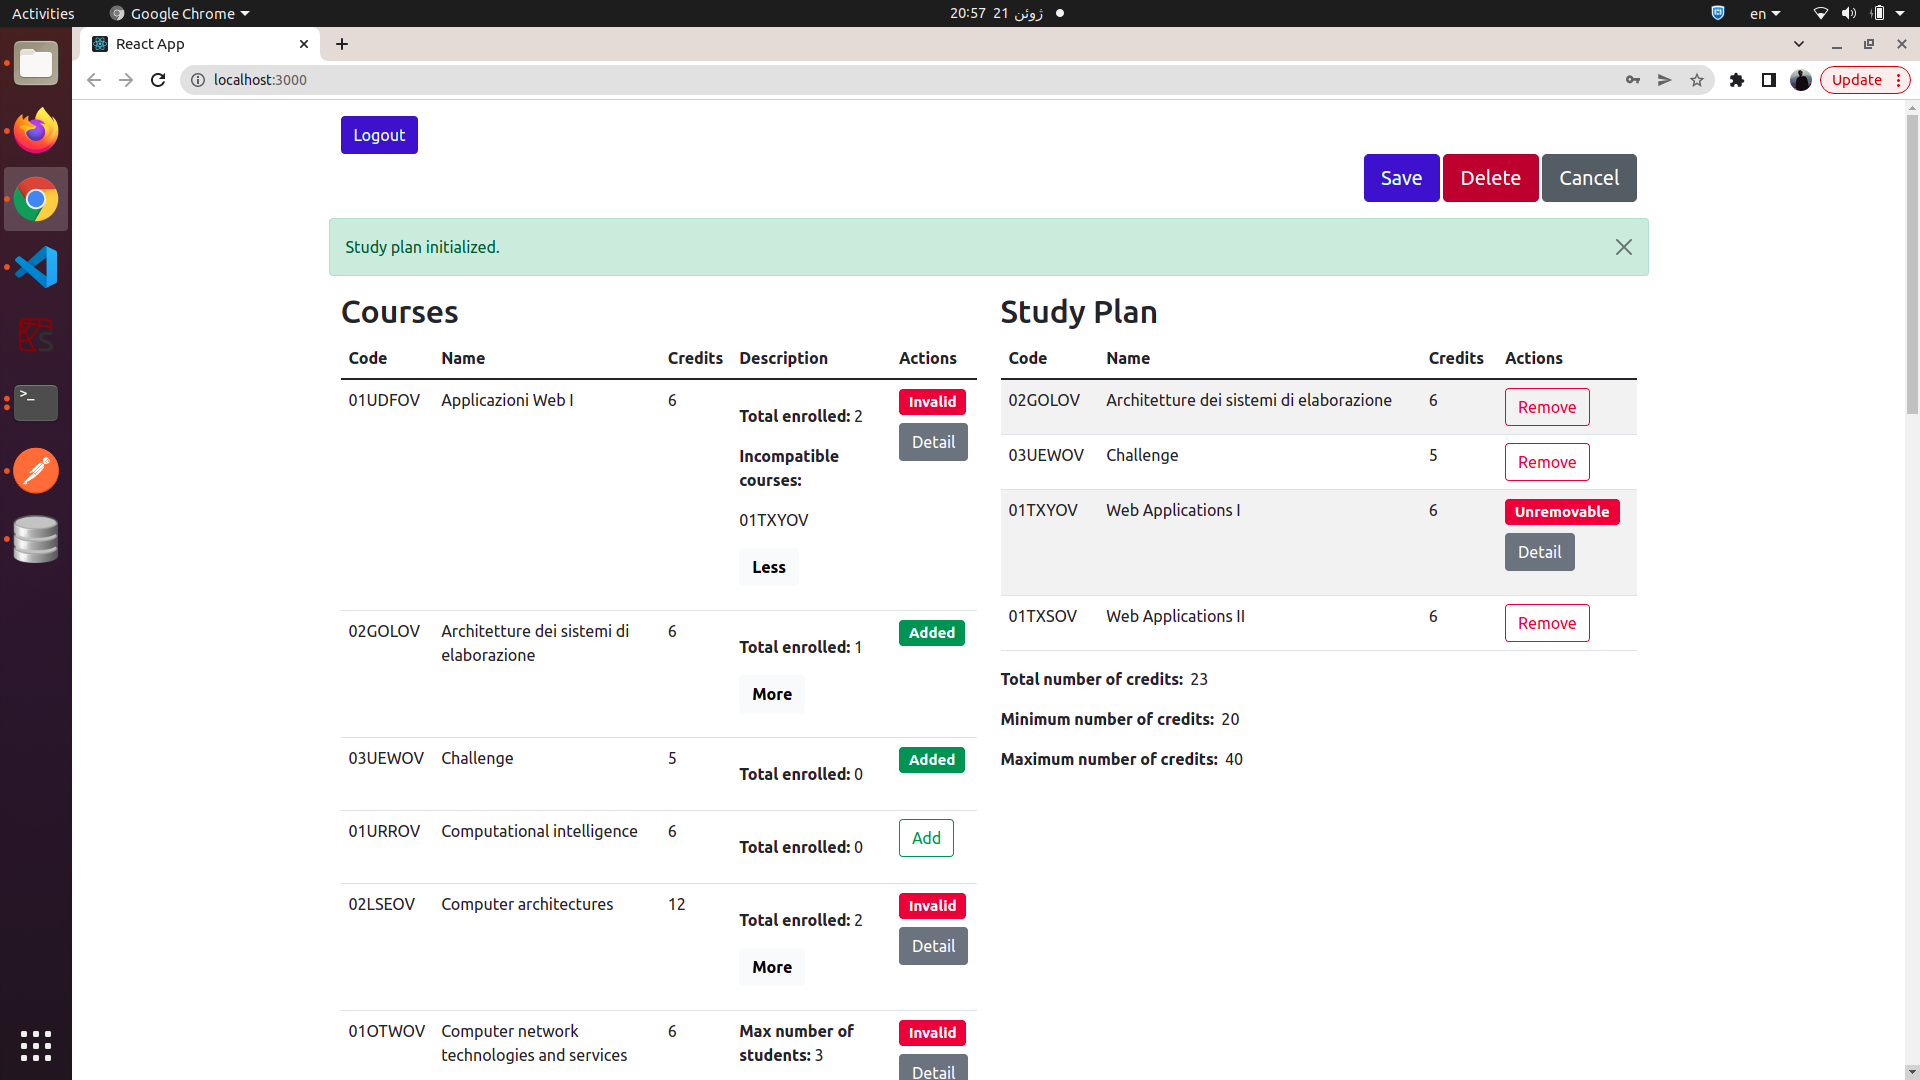 Activities
Google Chrome
20:57 21 ژوئن
en
React App
localhost:3000
Update
Logout
Save
Delete
Cancel
Study plan initialized.
Courses
Code Name Credits Description Actions
01UDFOV Applicazioni Web I 6
Total enrolled: 2
Incompatible
courses:
01TXYOV
Less
Invalid
Detail
02GOLOV Architetture dei sistemi di
elaborazione
6
Total enrolled: 1
More
Added
03UEWOV Challenge 5
Total enrolled: 0
Added
01URROV Computational intelligence 6
Total enrolled: 0
Add
02LSEOV Computer architectures 12
Total enrolled: 2
More
Invalid
Detail
01OTWOV Computer network
technologies and services
6
Max number of
students: 3
Invalid
Detail
Study Plan
Code Name Credits Actions
02GOLOV Architetture dei sistemi di elaborazione 6 Remove
03UEWOV Challenge 5 Remove
01TXYOV Web Applications I 6 Unremovable
Detail
01TXSOV Web Applications II 6 Remove
Total number of credits: 23
Minimum number of credits: 20
Maximum number of credits: 40